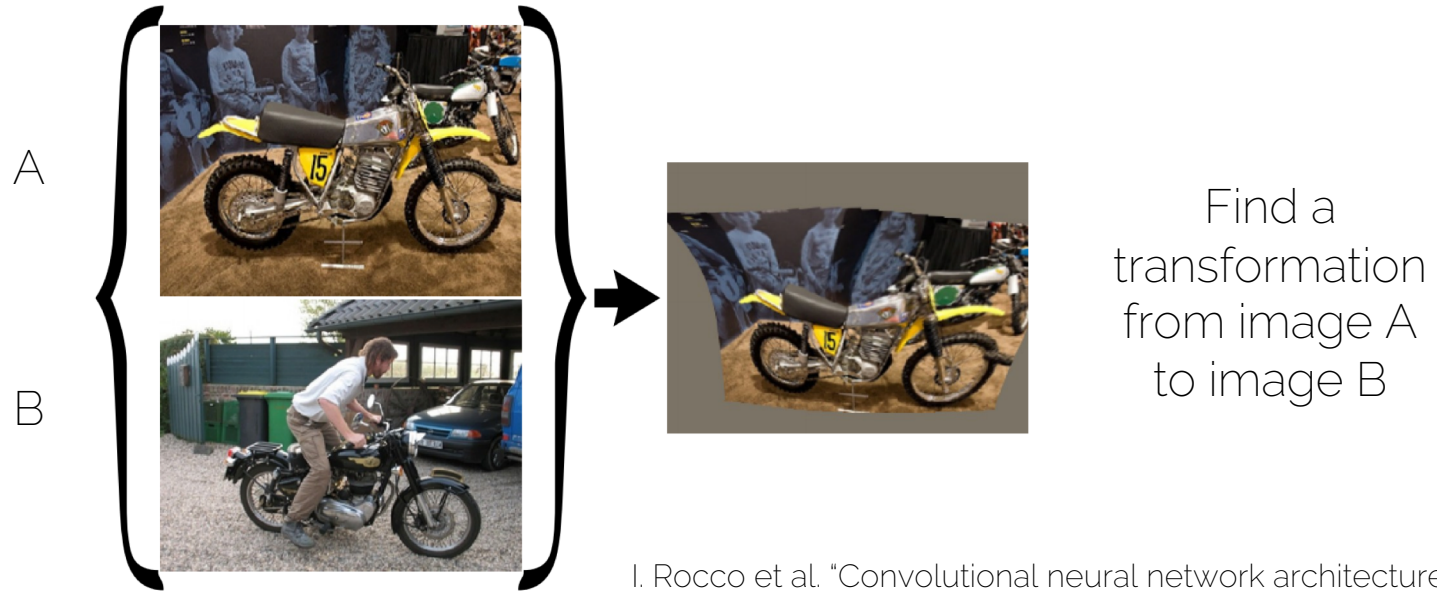 A
B
15
15
Find a
transformation
from image A
to image B
I. Rocco et al. “Convolutional neural network architecture